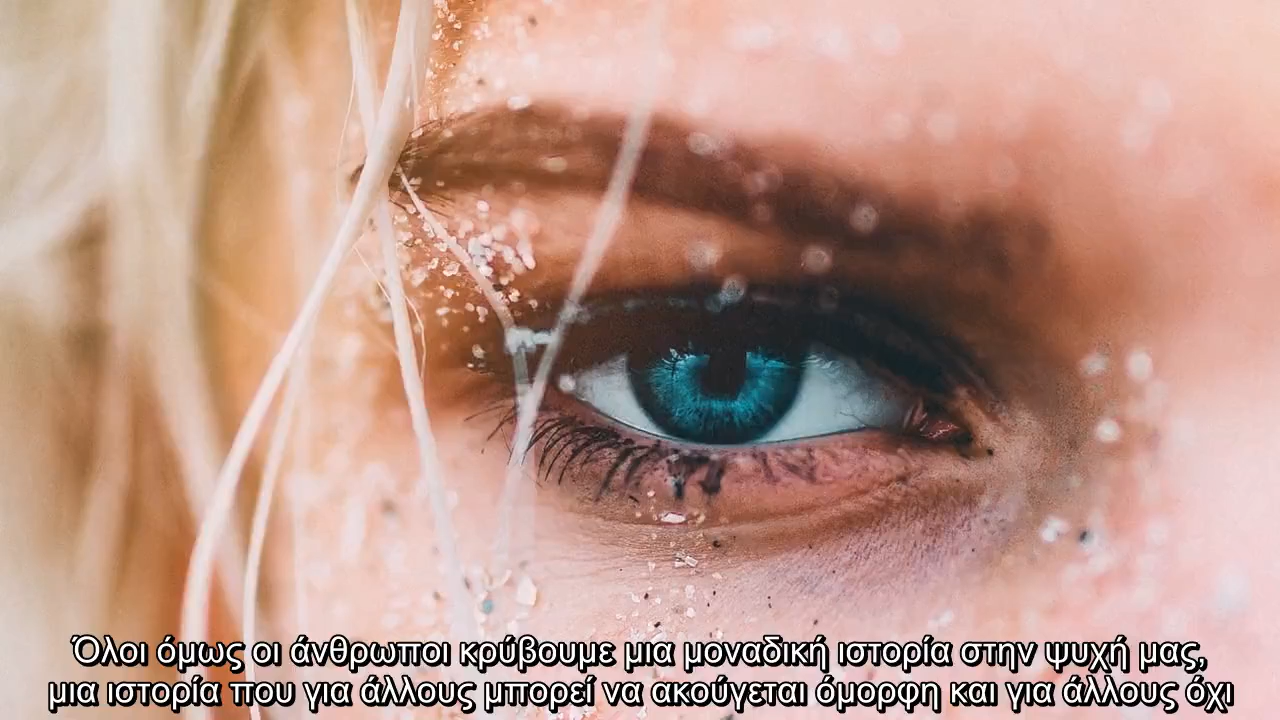 Όλοι όμως οι άνθρωποι κρύβουμε μια μοναδική ιστορία στην ψυχή μας,
μια ιστορία που για άλλους μπορεί να ακούγεται όμορφη και για άλλους όχι